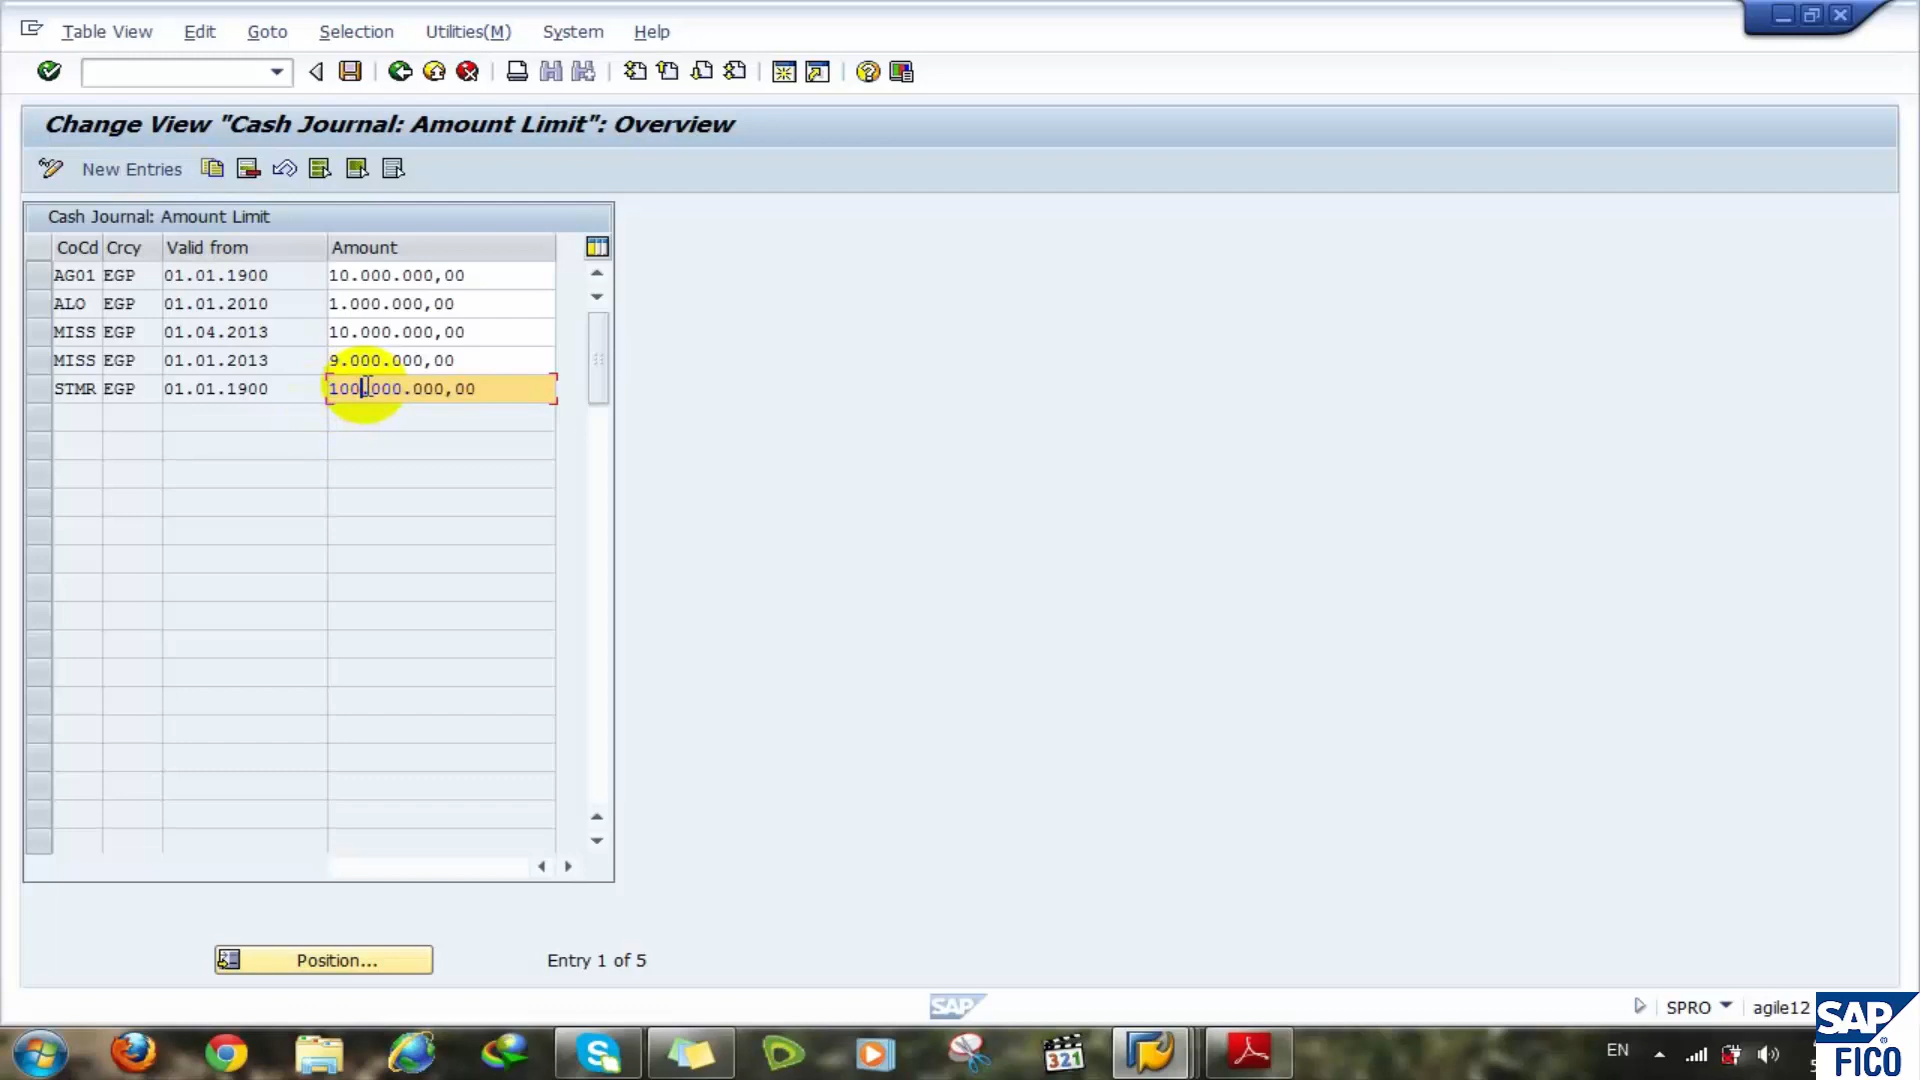 Table View Edit Goto Selection Utilities(M) System Help
Change View "Cash Journal: Amount Limit": Overview
New Entries
Cash Journal: Amount Limit
CoCd Crcy Valid from Amount
AG01 EGP 01.01.1900 10.000.000,00
ALO EGP 01.01.2010 1.000.000,00
MISS EGP 01.04.2013 10.000.000,00
MISS EGP 01.01.2013 9.000.000,00
STMR EGP 01.01.1900 100.000.000,00
Position... Entry 1 of 5
SAP SPRO agile12
SAP
FICO
321 EN